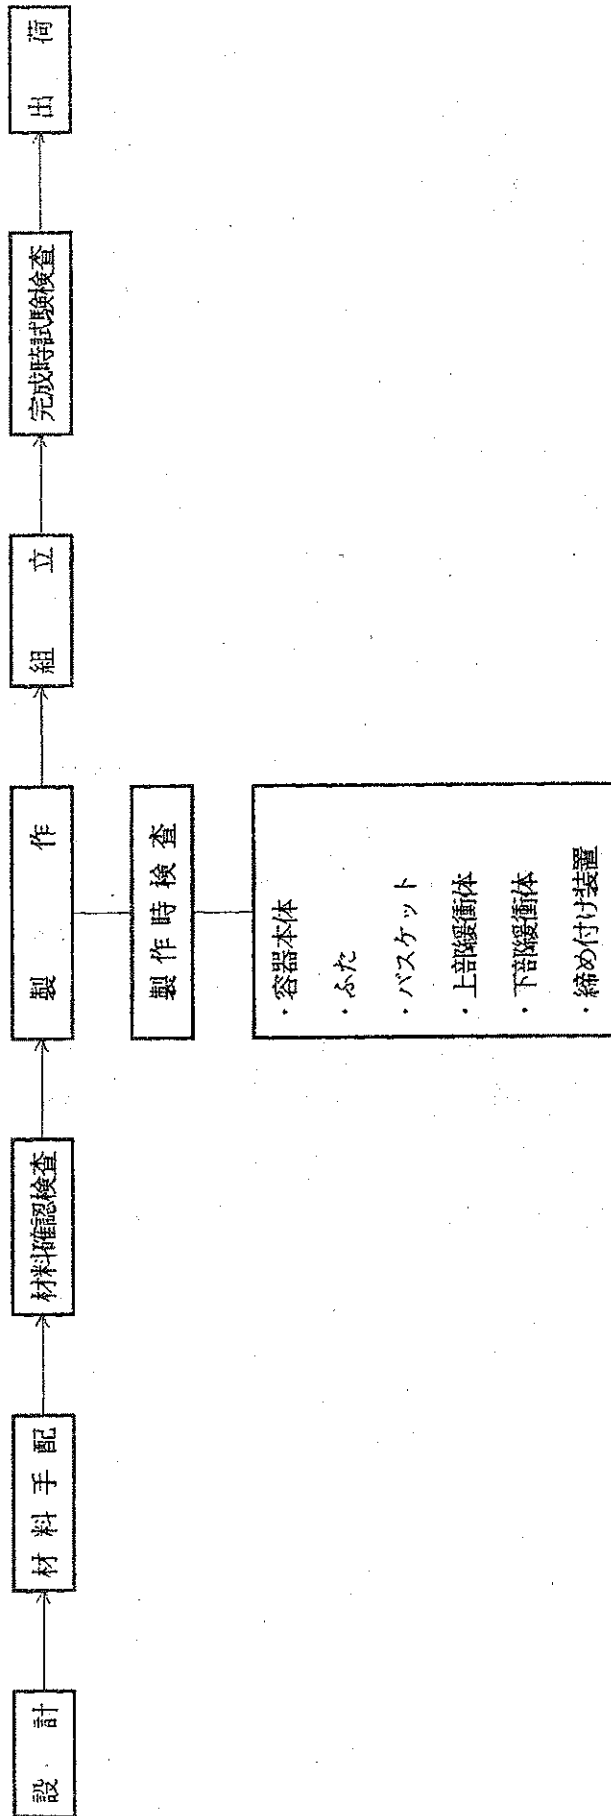 設計
材料手配
材料確認検査
製作
組立
完成時試験検査
出荷
製作時検査
・容器本体
・ふた
・バスケット
・上部緩衝体
・下部緩衝体
・締め付け装置